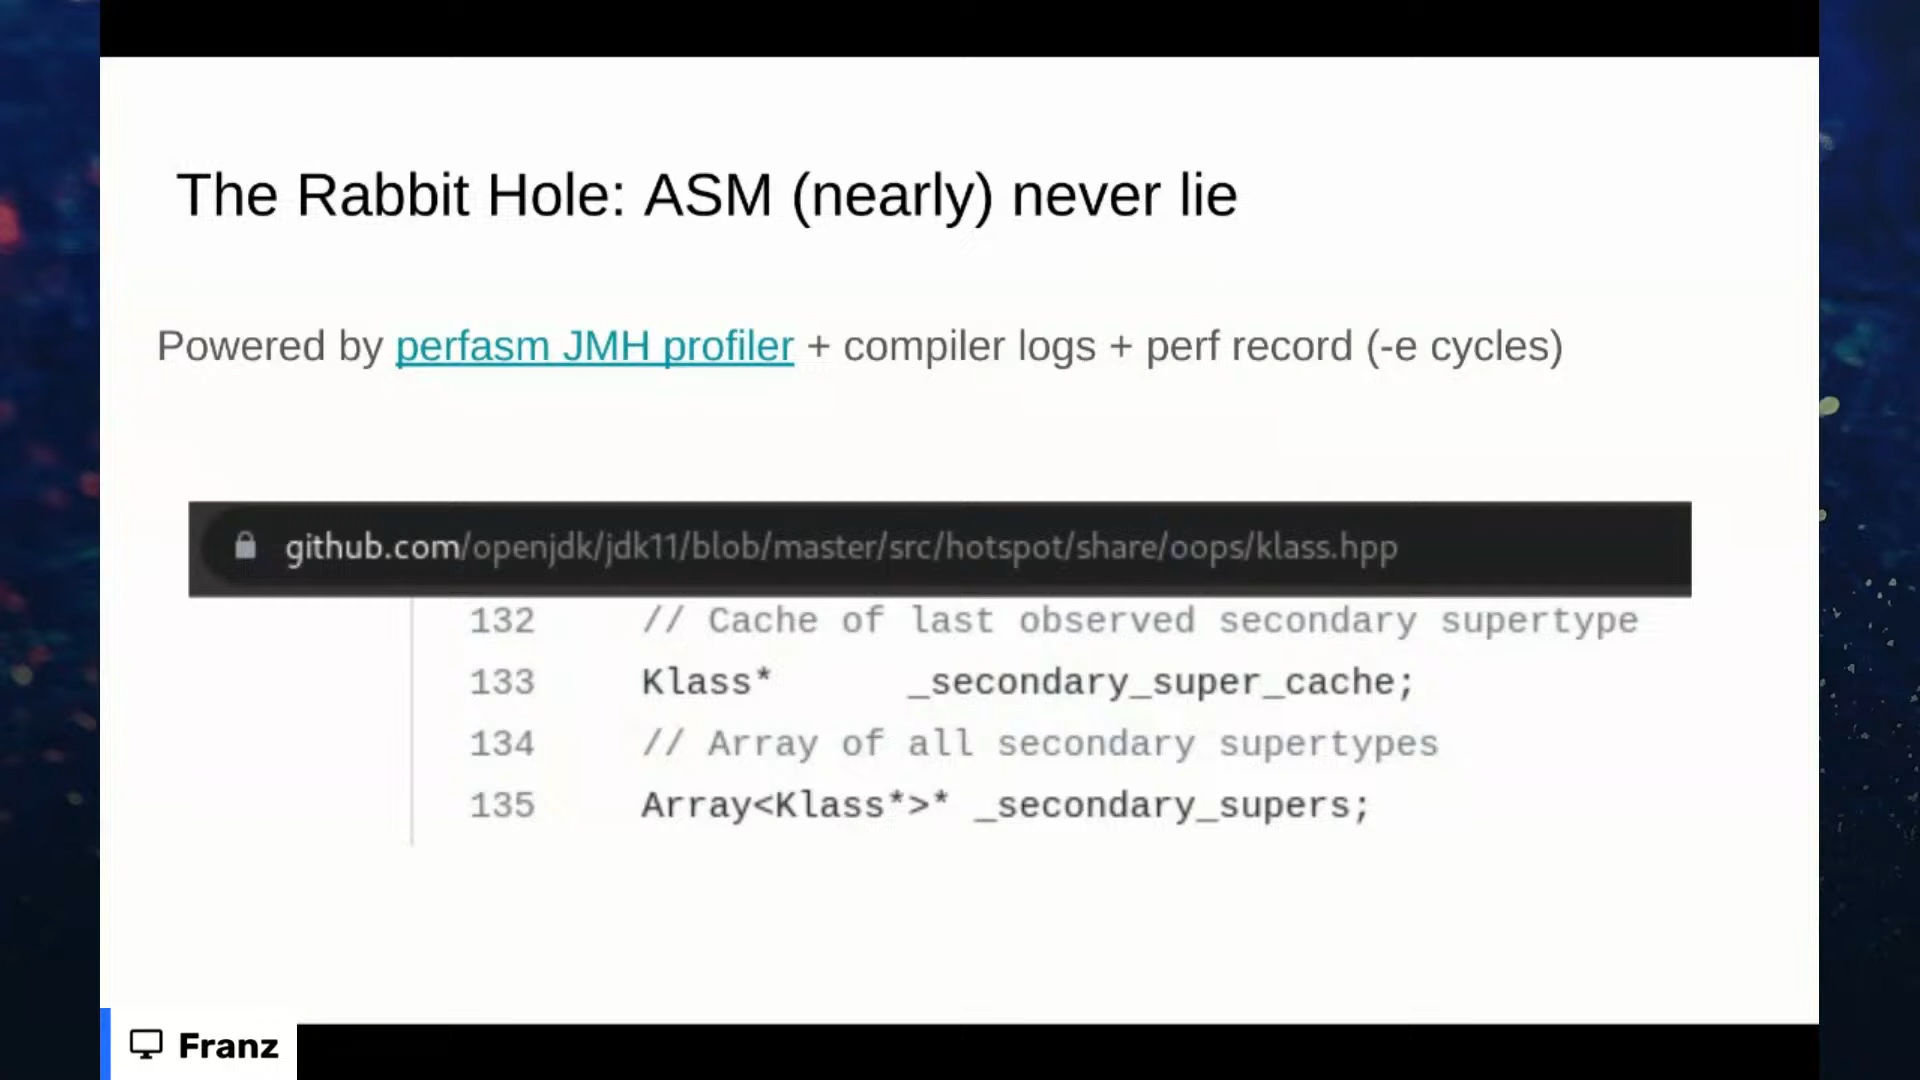 The Rabbit Hole: ASM (nearly) never lie
Powered by perfasm JMH profiler + compiler logs + perf record (-e cycles)
github.com/openjdk/jdk11/blob/master/src/hotspot/share/oops/klass.hpp
132 // Cache of last observed secondary supertype
133 Klass* _secondary_super_cache;
134 // Array of all secondary supertypes
135 Array<Klass*>* _secondary_supers;
Franz